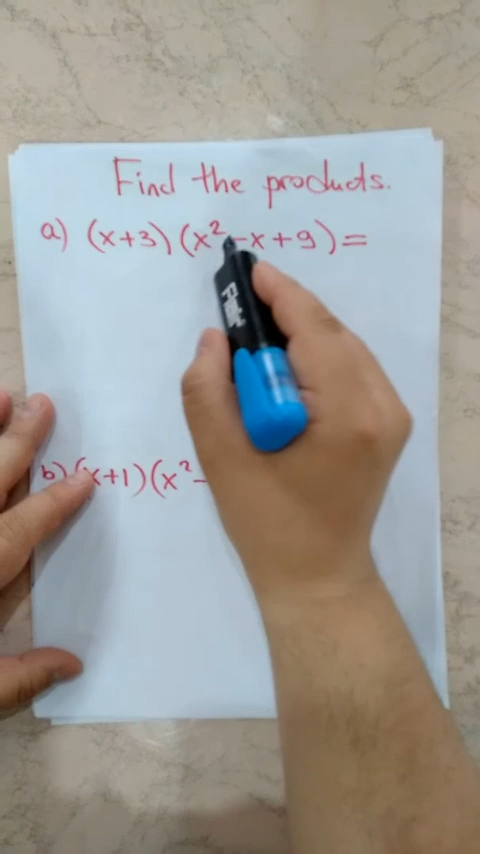 Find the products.
a) (x+3)(x²-x+9)=
b) (x+1)(x²-